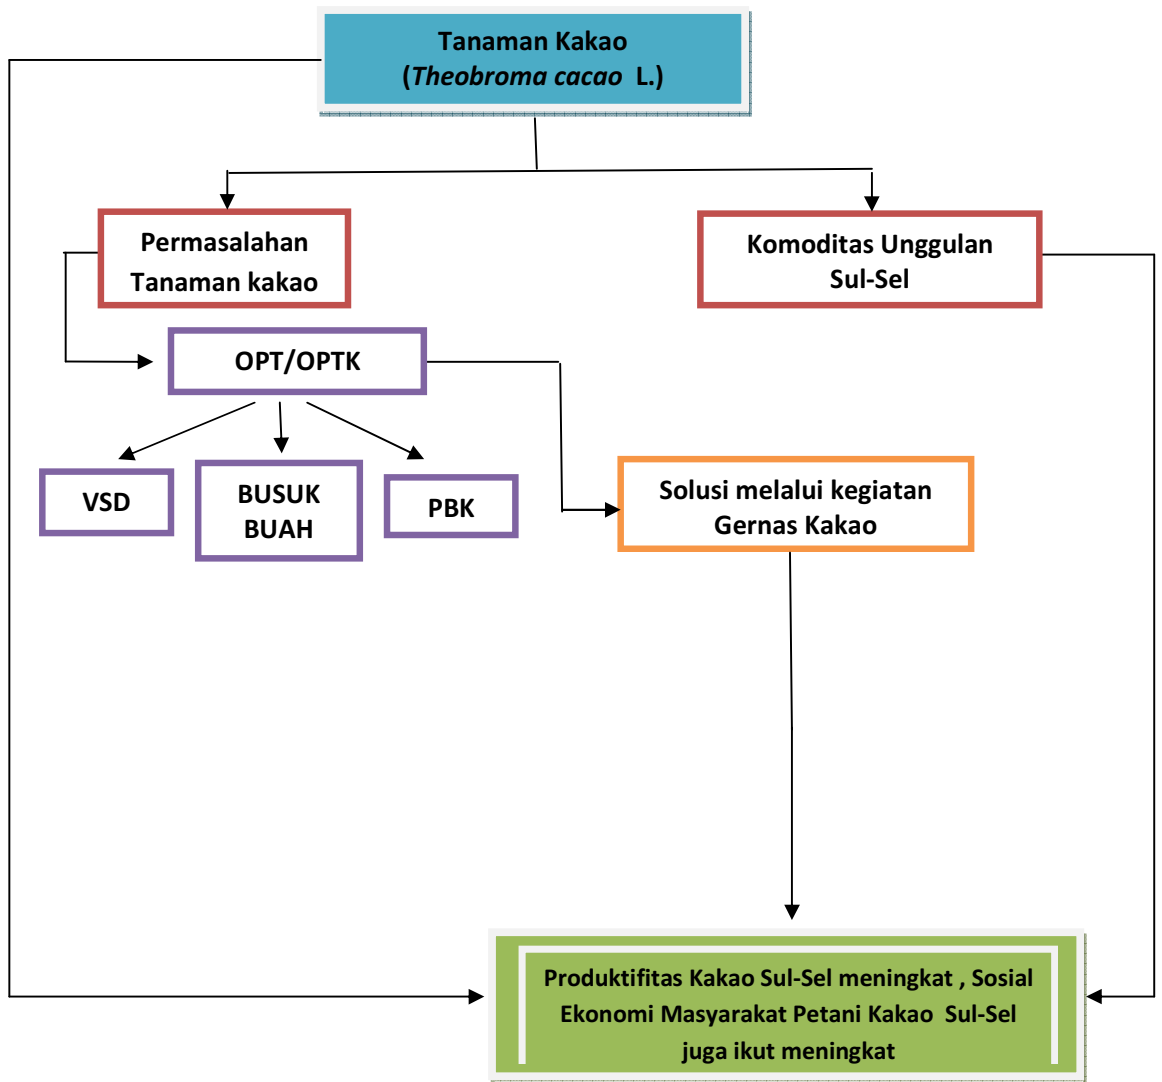 Tanaman Kakao
(Theobroma cacao L.)
Permasalahan
Tanaman kakao
Komoditas Unggulan
Sul-Sel
OPT/OPTK
VSD
BUSUK
BUAH
PBK
Solusi melalui kegiatan
Gernas Kakao
Produktifitas Kakao Sul-Sel meningkat , Sosial
Ekonomi Masyarakat Petani Kakao Sul-Sel
juga ikut meningkat